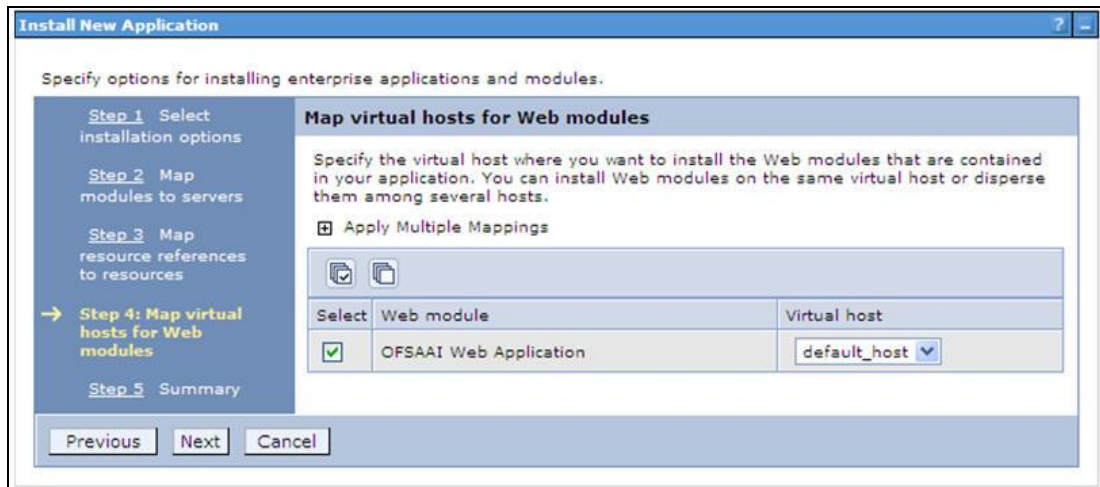 Install New Application
?
Specify options for installing enterprise applications and modules.
Step 1 Select
installation options
Step 2 Map
modules to servers
Step 3 Map
resource references
to resources
Step 4: Map virtual
hosts for Web
modules
Step 5 Summary
Map virtual hosts for Web modules
Specify the virtual host where you want to install the Web modules that are contained
in your application. You can install Web modules on the same virtual host or disperse
them among several hosts.
Apply Multiple Mappings
Select Web module Virtual host
OFSAAI Web Application default_host
Previous Next Cancel